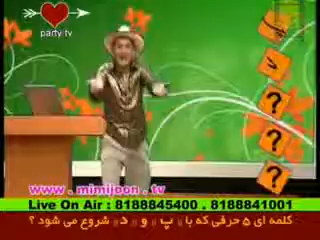 party tv
?
?
?
www . mimijoon . tv
Live On Air : 8188845400 . 8188841001
کلمه ای ۵ حرفی که با « پ » و « د » شروع می شود ؟